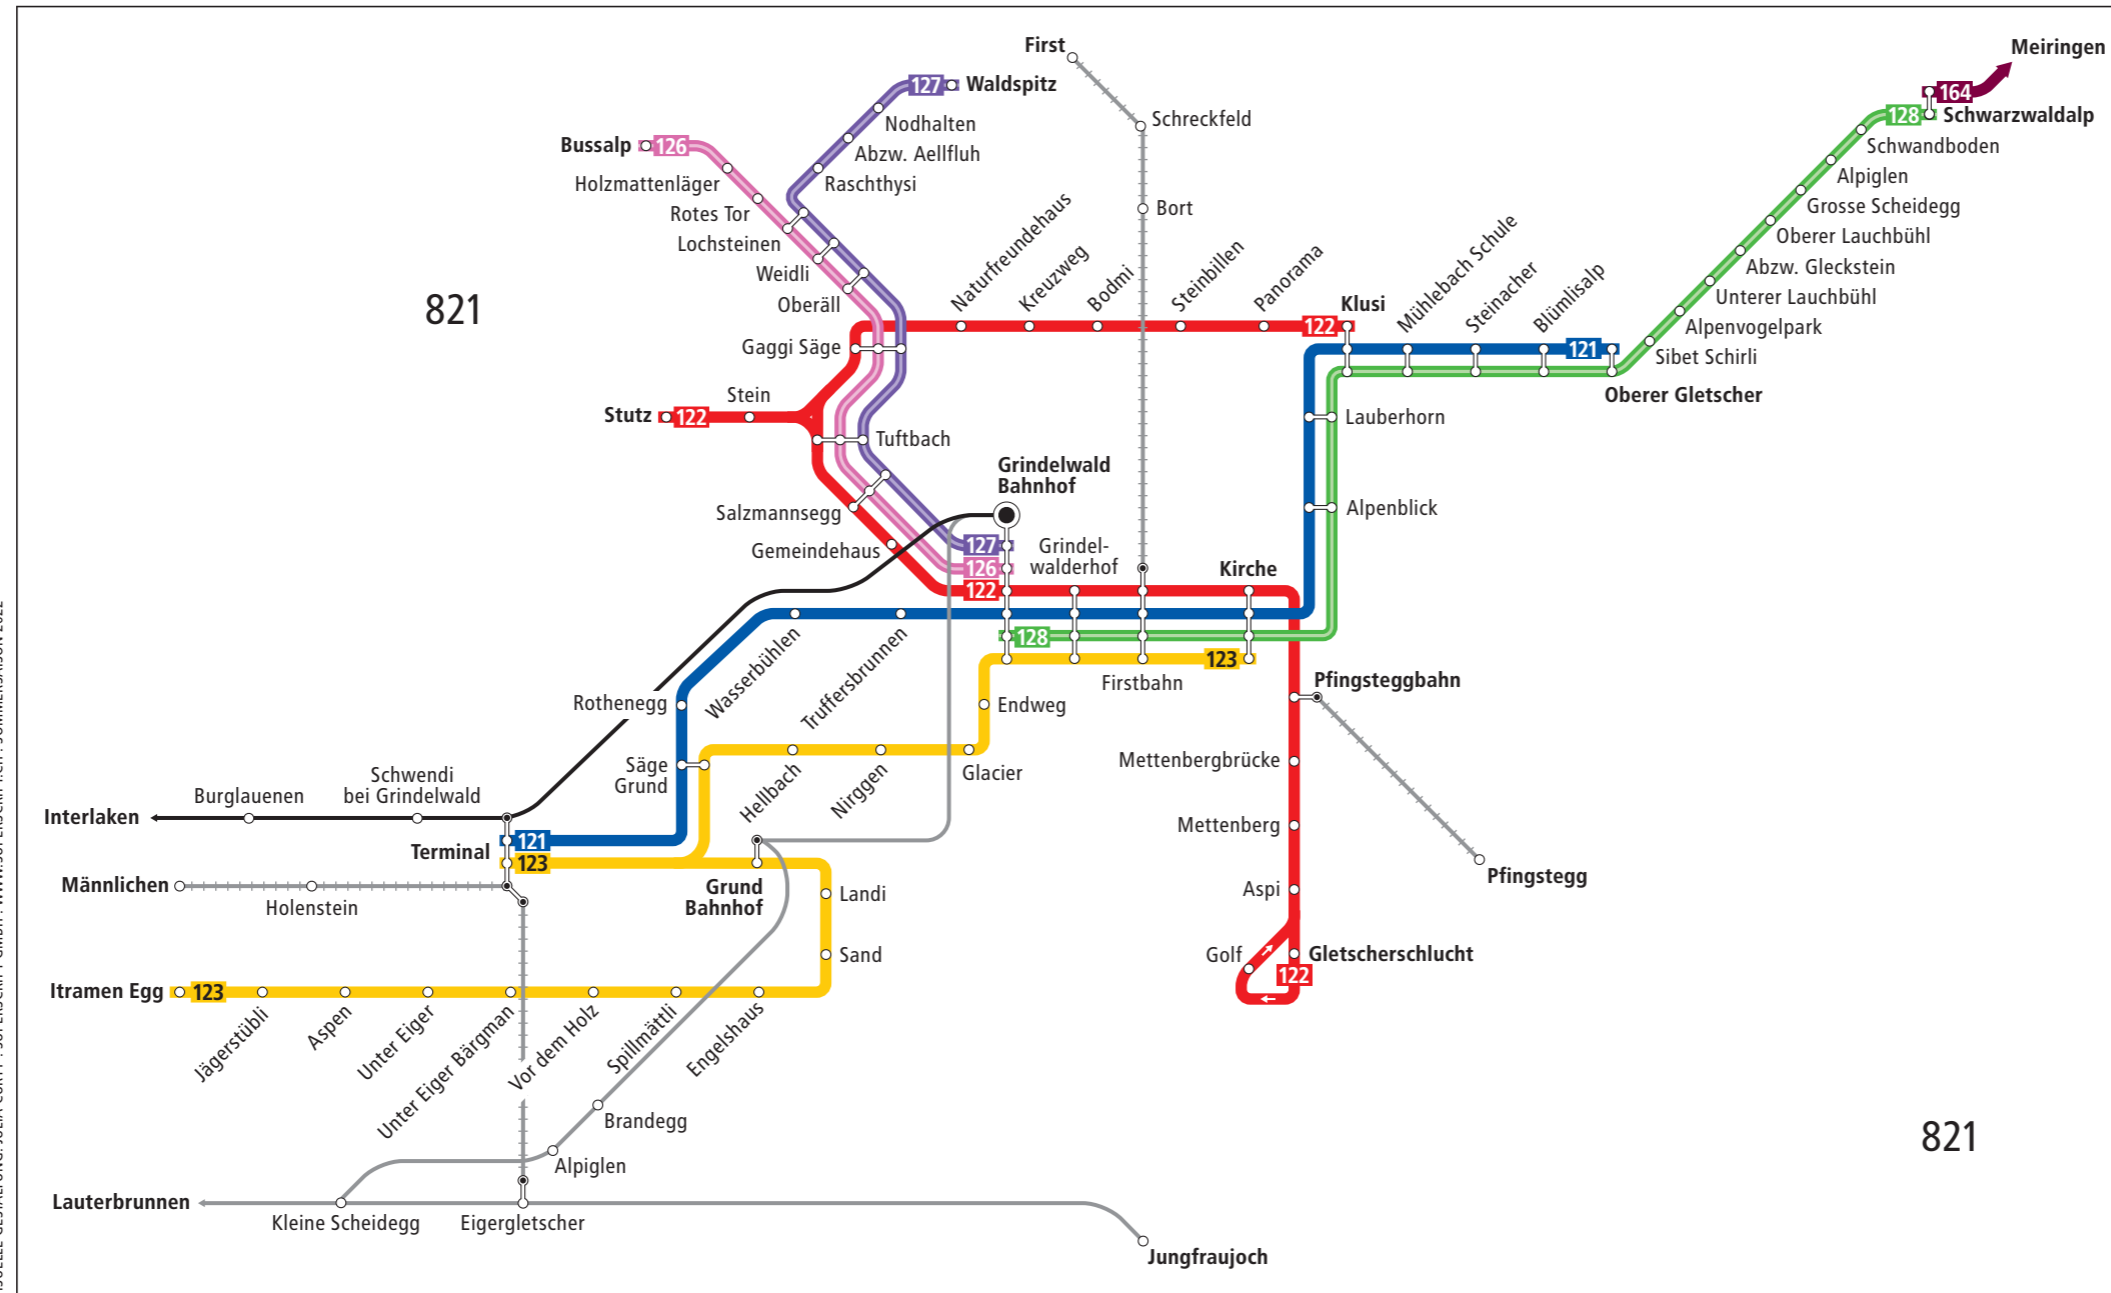 First
Meiringen
127
Waldspitz
164
128
Schwarzwaldalp
Schreckfeld
Nodhalten
Bussalp
126
Abzw. Aellfluh
Schwandboden
Holzmattenläger
Raschthysi
Alpiglen
Rotes Tor
Bort
Grosse Scheidegg
Lochsteinen
Oberer Lauchbühl
Weidli
Abzw. Gleckstein
Oberäll
Unterer Lauchbühl
821
Naturfreundehaus
Kreuzweg
Bodmi
Steinbillen
Panorama
122
Klusi
Mühlebach Schule
Steinacher
Blümlisalp
Alpenvogelpark
Gaggi Säge
121
Sibet Schirli
Stein
Oberer Gletscher
Stutz
122
Lauberhorn
Tuftbach
Grindelwald
Bahnhof
Salzmannsegg
Alpenblick
Gemeindehaus
127
Grindel-
walderhof
126
Kirche
122
128
123
Wasserbühlen
Truffersbrunnen
Firstbahn
Pfingsteggbahn
Rothenegg
Endweg
Säge
Grund
Mettenbergbrücke
Hellbach
Nirggen
Glacier
Schwendi
bei Grindelwald
Burglauenen
Interlaken
121
Mettenberg
Terminal
123
Männlichen
Grund
Bahnhof
Landi
Aspi
Pfingstegg
Holenstein
Sand
Golf
Gletscherschlucht
122
Itramen Egg
123
Jägerstübli
Aspen
Unter Eiger
Unter Eiger Bärgman
Vor dem Holz
Spillmättli
Engelshaus
Brandegg
821
Alpiglen
Lauterbrunnen
Kleine Scheidegg
Eigergletscher
Jungfraujoch